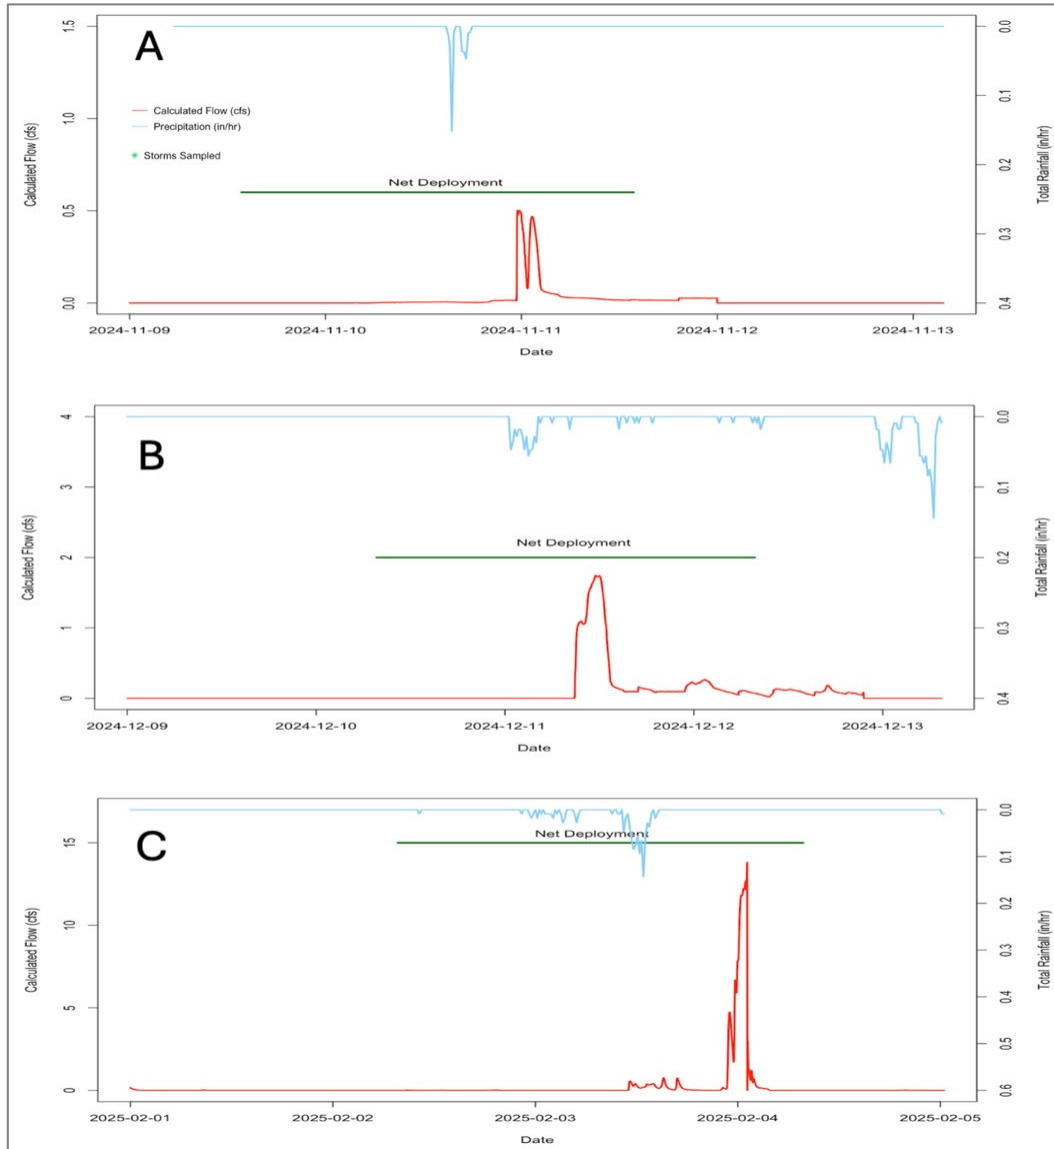 A
Calculated Flow (cfs)
1.5
1.0
0.5
0.0
Calculated Flow (cfs)
Precipitation (in/hr)
Storms Sampled
Net Deployment
0.0
0.1
0.2
0.3
0.4
Total Rainfall (in/hr)
2024-11-09 2024-11-10 2024-11-11 2024-11-12 2024-11-13
Date
B
Calculated Flow (cfs)
4
3
2
1
0
Net Deployment
0.0
0.1
0.2
0.3
0.4
Total Rainfall (in/hr)
2024-12-09 2024-12-10 2024-12-11 2024-12-12 2024-12-13
Date
C
Calculated Flow (cfs)
15
10
5
0
Net Deployment
0.0
0.1
0.2
0.3
0.4
0.5
0.6
Total Rainfall (in/hr)
2025-02-01 2025-02-02 2025-02-03 2025-02-04 2025-02-05
Date